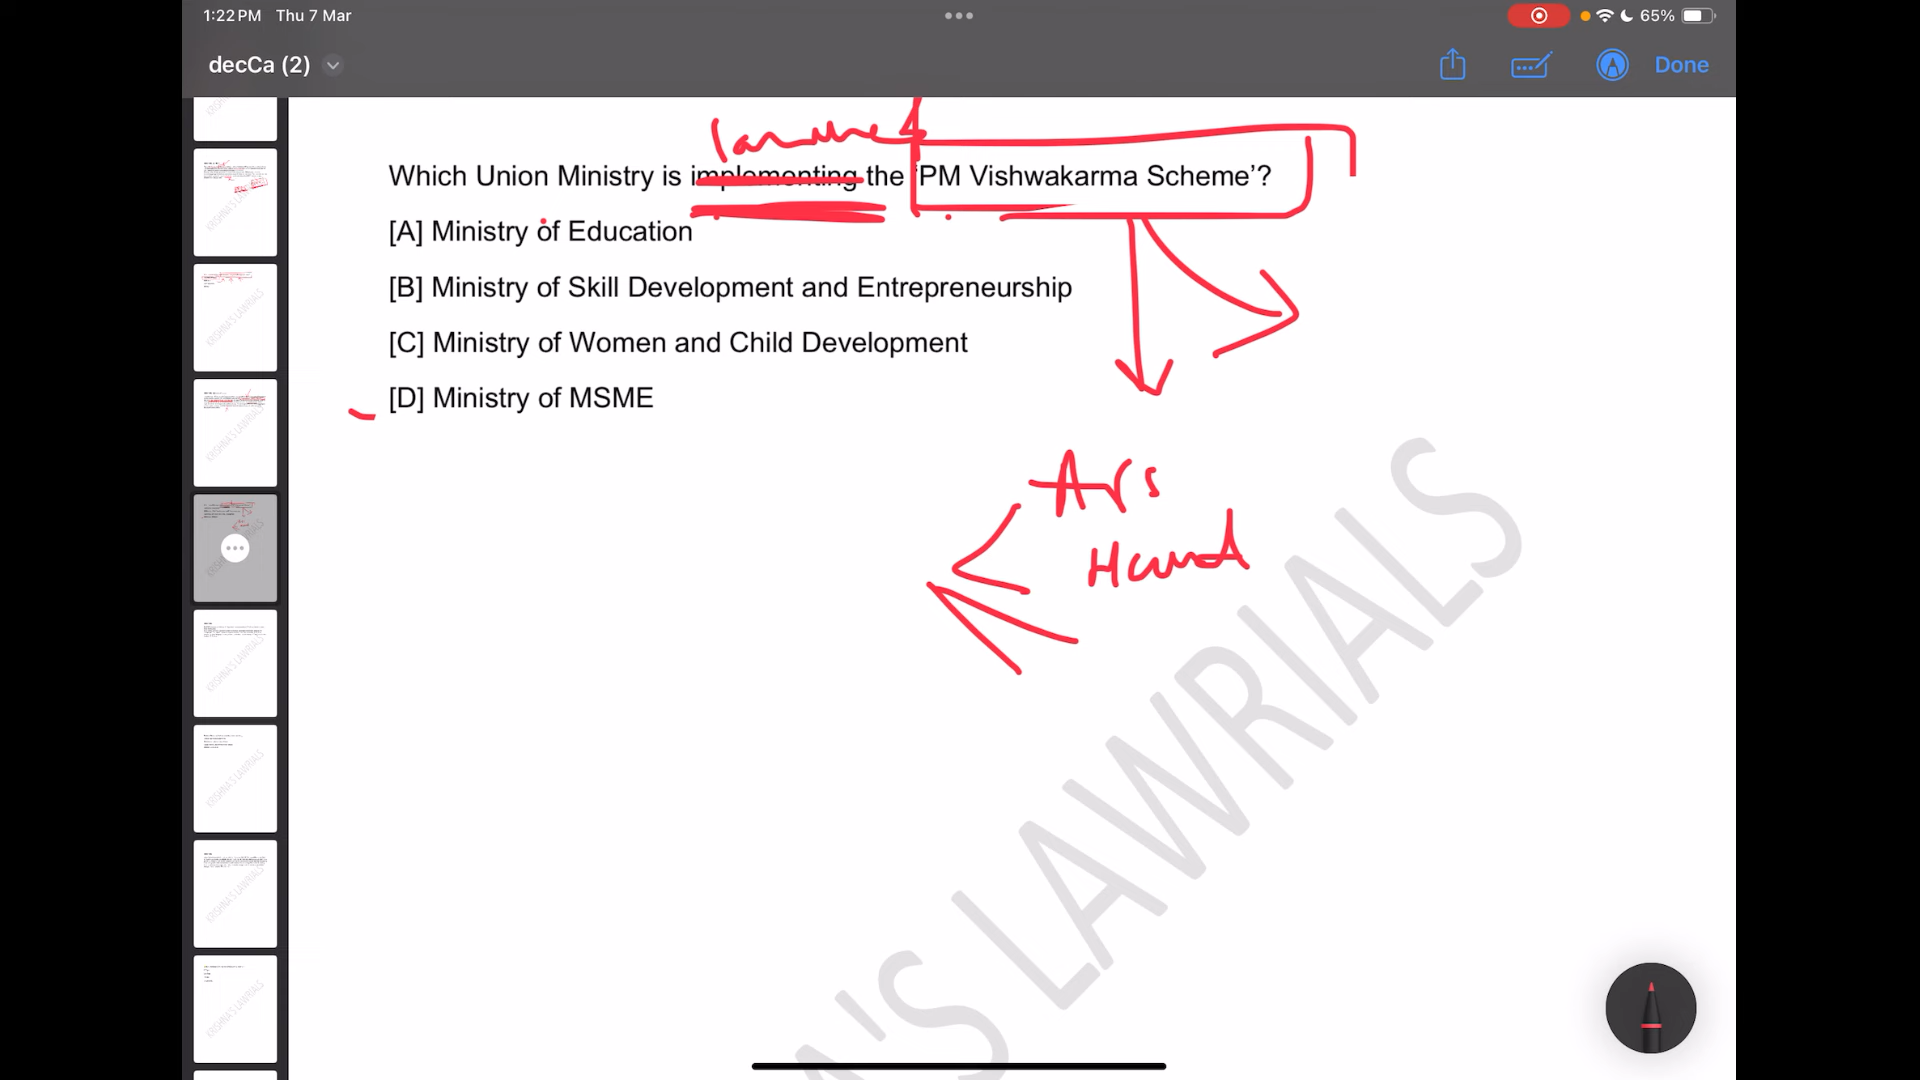 1:22 PM Thu 7 Mar
65%
decCa (2)
Done
Which Union Ministry is implementing the ‘PM Vishwakarma Scheme’?
[A] Ministry of Education
[B] Ministry of Skill Development and Entrepreneurship
[C] Ministry of Women and Child Development
[D] Ministry of MSME
Ars
Hand
A'S LAWRIALS